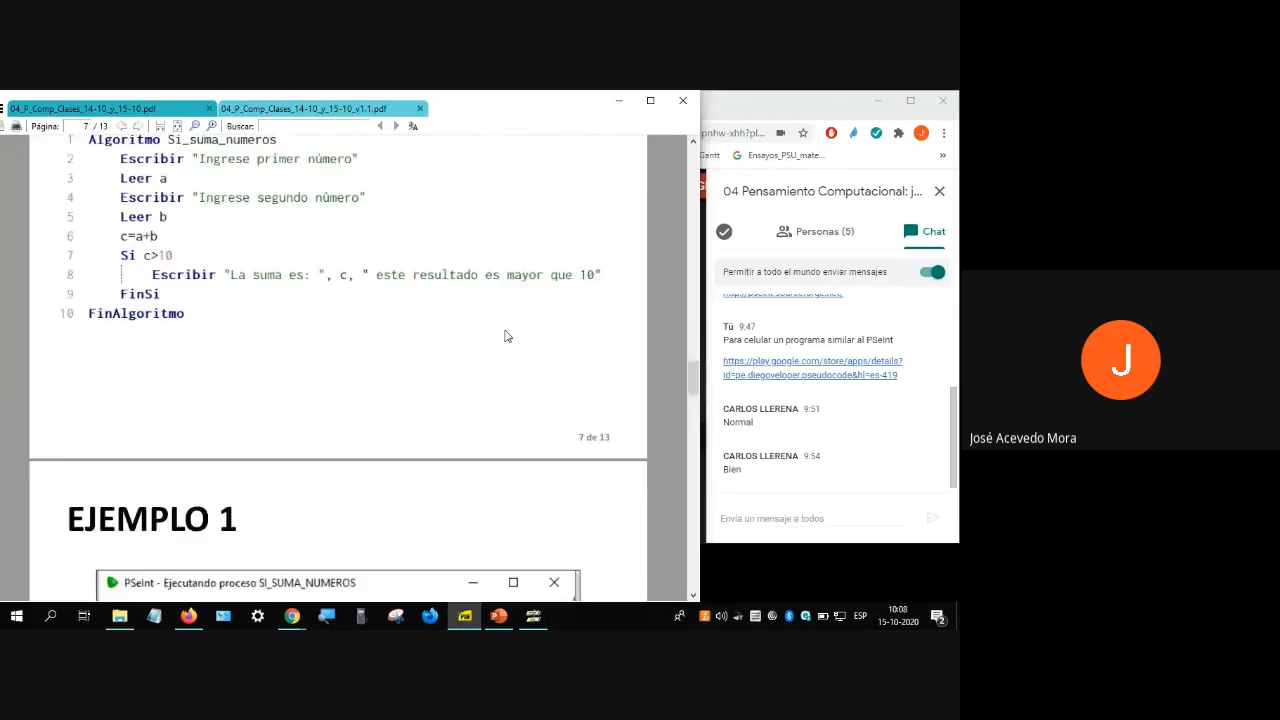 04_P_Comp_Clases_14-10_y_15-10.pdf
04_P_Comp_Clases_14-10_y_15-10_v1.1.pdf
Página: 7 / 13 Buscar:
1 Algoritmo Si_suma_numeros
2 Escribir "Ingrese primer número"
3 Leer a
4 Escribir "Ingrese segundo número"
5 Leer b
6 c=a+b
7 Si c>10
8 Escribir "La suma es: ", c, " este resultado es mayor que 10"
9 FinSi
10 FinAlgoritmo
7 de 13
EJEMPLO 1
PSeInt - Ejecutando proceso SI_SUMA_NUMEROS
pnhw-xhh?pl...
Gantt
Ensayos_PSU_mate...
04 Pensamiento Computacional: j...
Personas (5)
Chat
Permitir a todo el mundo enviar mensajes
Tú 9:47
Para celular un programa similar al PSeInt
https://play.google.com/store/apps/details?
id=pe.diegoveloper.pseudocode&hl=es-419
CARLOS LLERENA 9:51
Normal
CARLOS LLERENA 9:54
Bien
Envía un mensaje a todos
J
José Acevedo Mora
ESP
10:08
15-10-2020
2